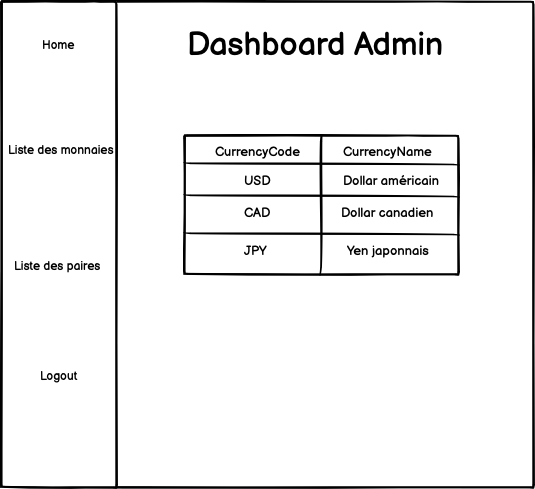 Home
Dashboard Admin
Liste des monnaies
CurrencyCode CurrencyName
USD Dollar américain
CAD Dollar canadien
JPY Yen japonnais
Liste des paires
Logout